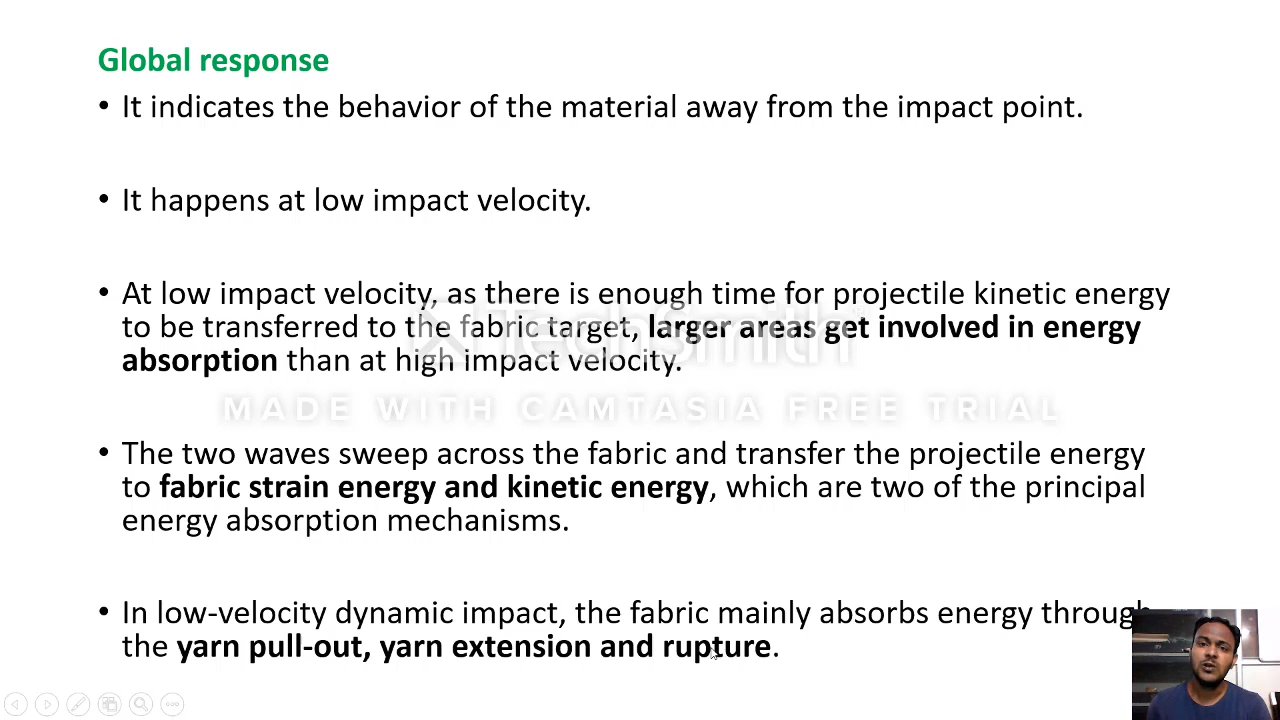 Global response
• It indicates the behavior of the material away from the impact point.
• It happens at low impact velocity.
• At low impact velocity, as there is enough time for projectile kinetic energy
to be transferred to the fabric target, larger areas get involved in energy
absorption than at high impact velocity.
TechSmith
MADE WITH CAMTASIA FREE TRIAL
• The two waves sweep across the fabric and transfer the projectile energy
to fabric strain energy and kinetic energy, which are two of the principal
energy absorption mechanisms.
• In low-velocity dynamic impact, the fabric mainly absorbs energy through
the yarn pull-out, yarn extension and rupture.